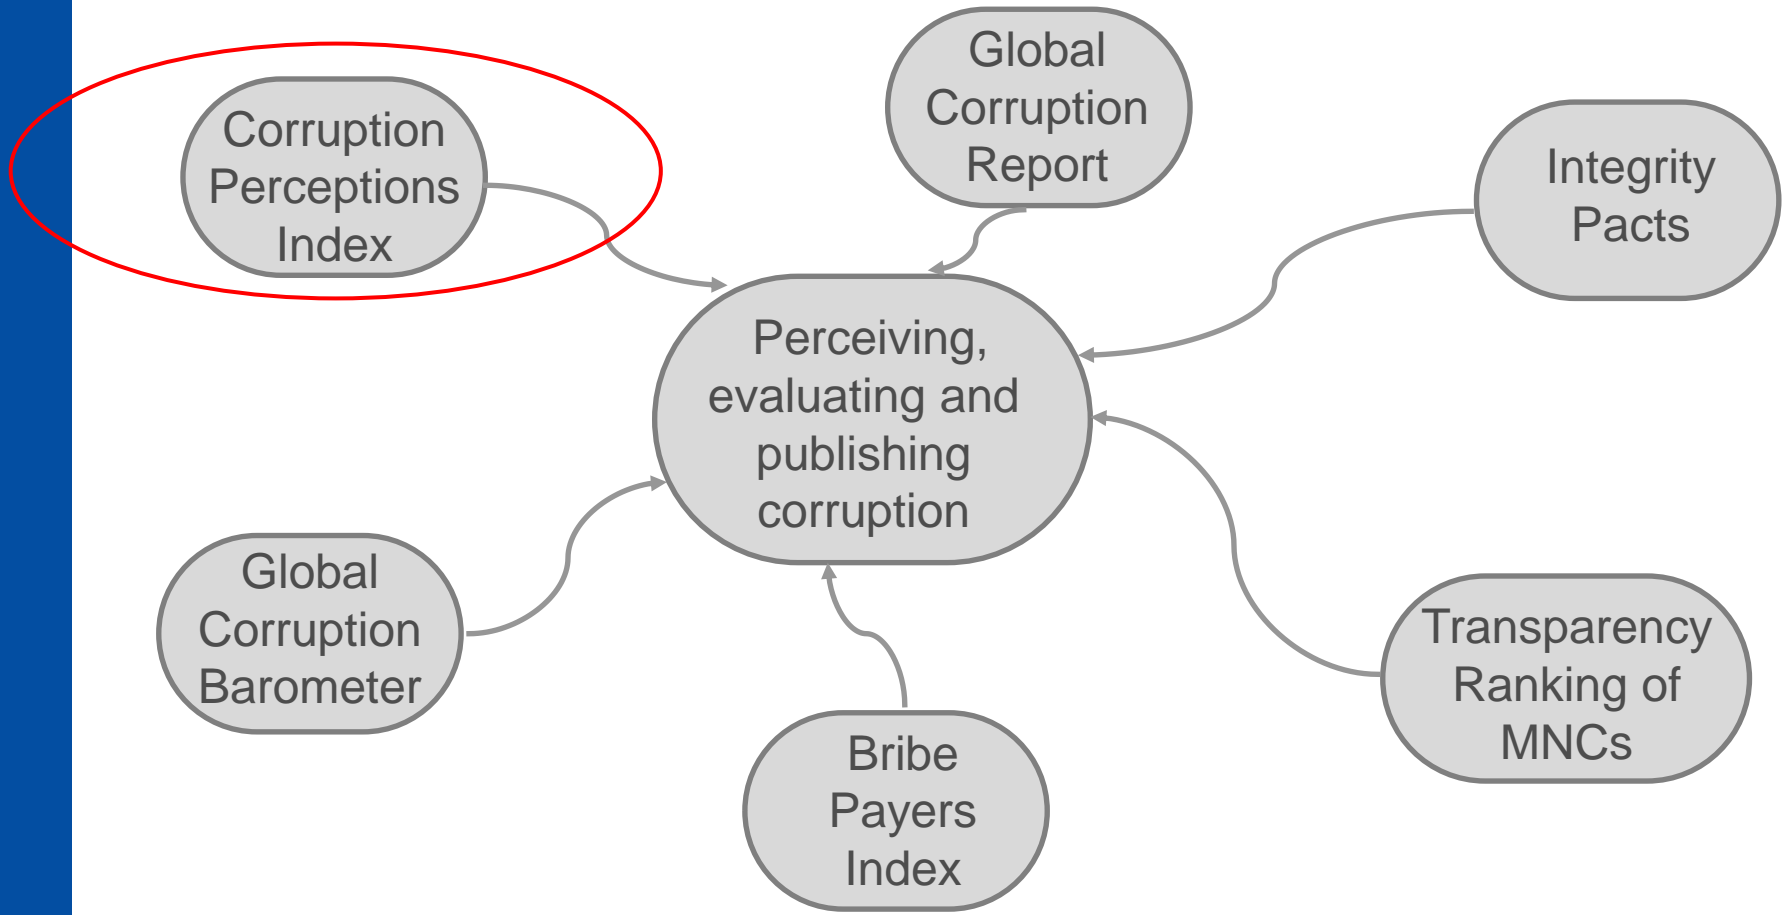 Global
Corruption
Report
Corruption
Perceptions
Index
Integrity
Pacts
Perceiving,
evaluating and
publishing
corruption
Global
Corruption
Barometer
Transparency
Ranking of
MNCs
Bribe
Payers
Index